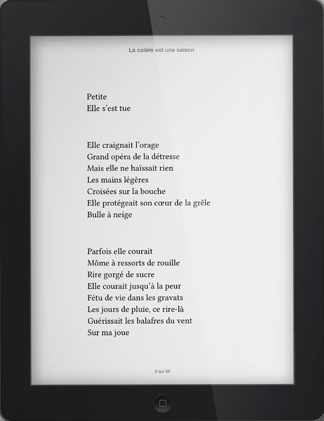 La colère est une saison
Petite
Elle s'est tue
Elle craignait l'orage
Grand opéra de la détresse
Mais elle ne haïssait rien
Les mains légères
Croisées sur la bouche
Elle protégeait son cœur de la grêle
Bulle à neige
Parfois elle courait
Môme à ressorts de rouille
Rire gorgé de sucre
Elle courait jusqu'à la peur
Fétu de vie dans les gravats
Les jours de pluie, ce rire-là
Guérissait les balafres du vent
Sur ma joue
3 sur 29